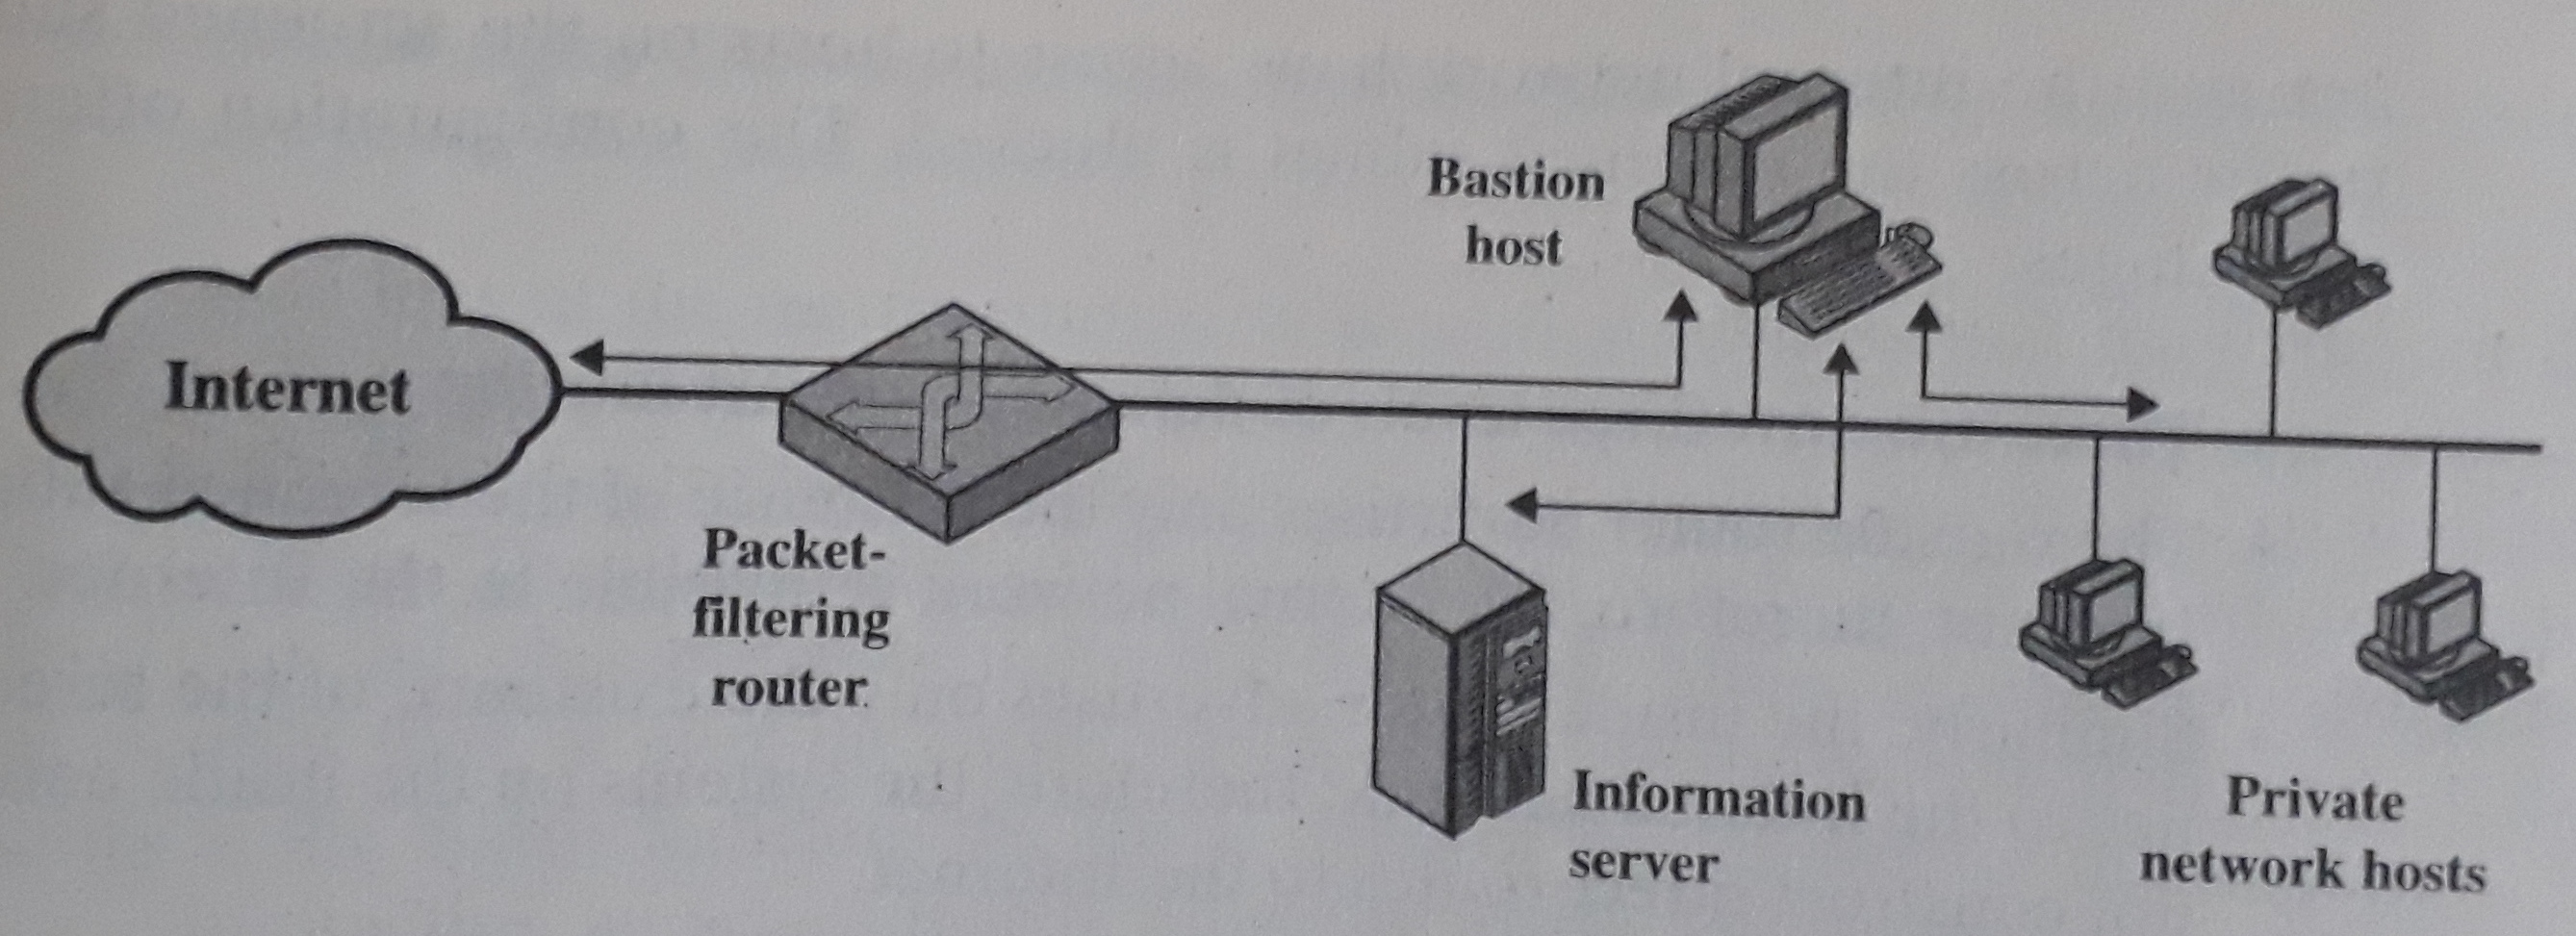 Bastion
host
Internet
Packet-
filtering
router
Information
server
Private
network hosts